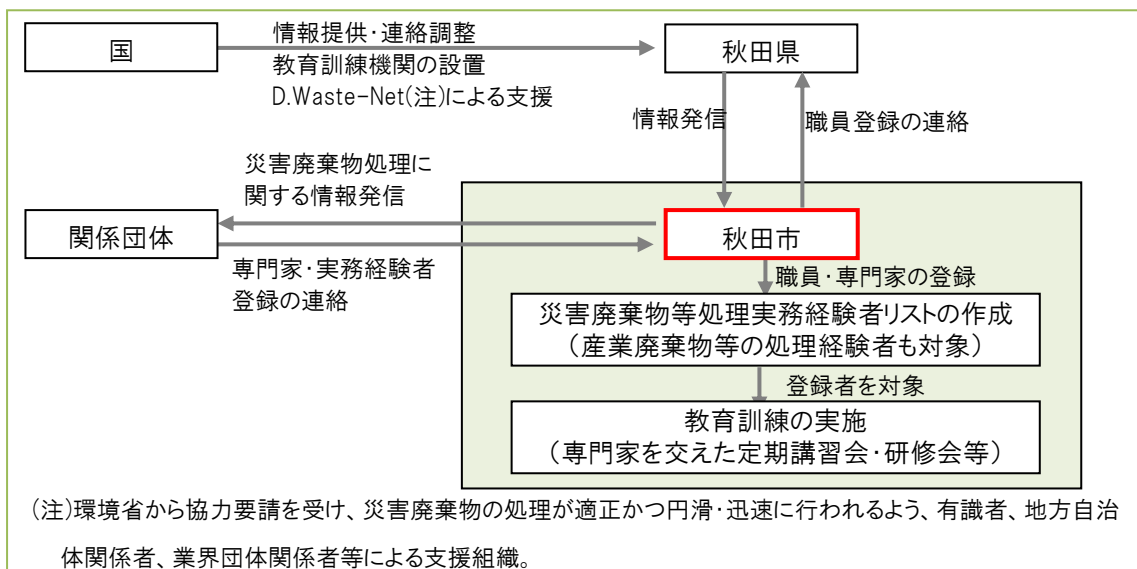 国
情報提供・連絡調整
教育訓練機関の設置
D.Waste-Net(注)による支援
秋田県
情報発信
職員登録の連絡
災害廃棄物処理に
関する情報発信
関係団体
秋田市
専門家・実務経験者
登録の連絡
職員・専門家の登録
災害廃棄物等処理実務経験者リストの作成
（産業廃棄物等の処理経験者も対象）
登録者を対象
教育訓練の実施
（専門家を交えた定期講習会・研修会等）
(注)環境省から協力要請を受け、災害廃棄物の処理が適正かつ円滑・迅速に行われるよう、有識者、地方自治
体関係者、業界団体関係者等による支援組織。